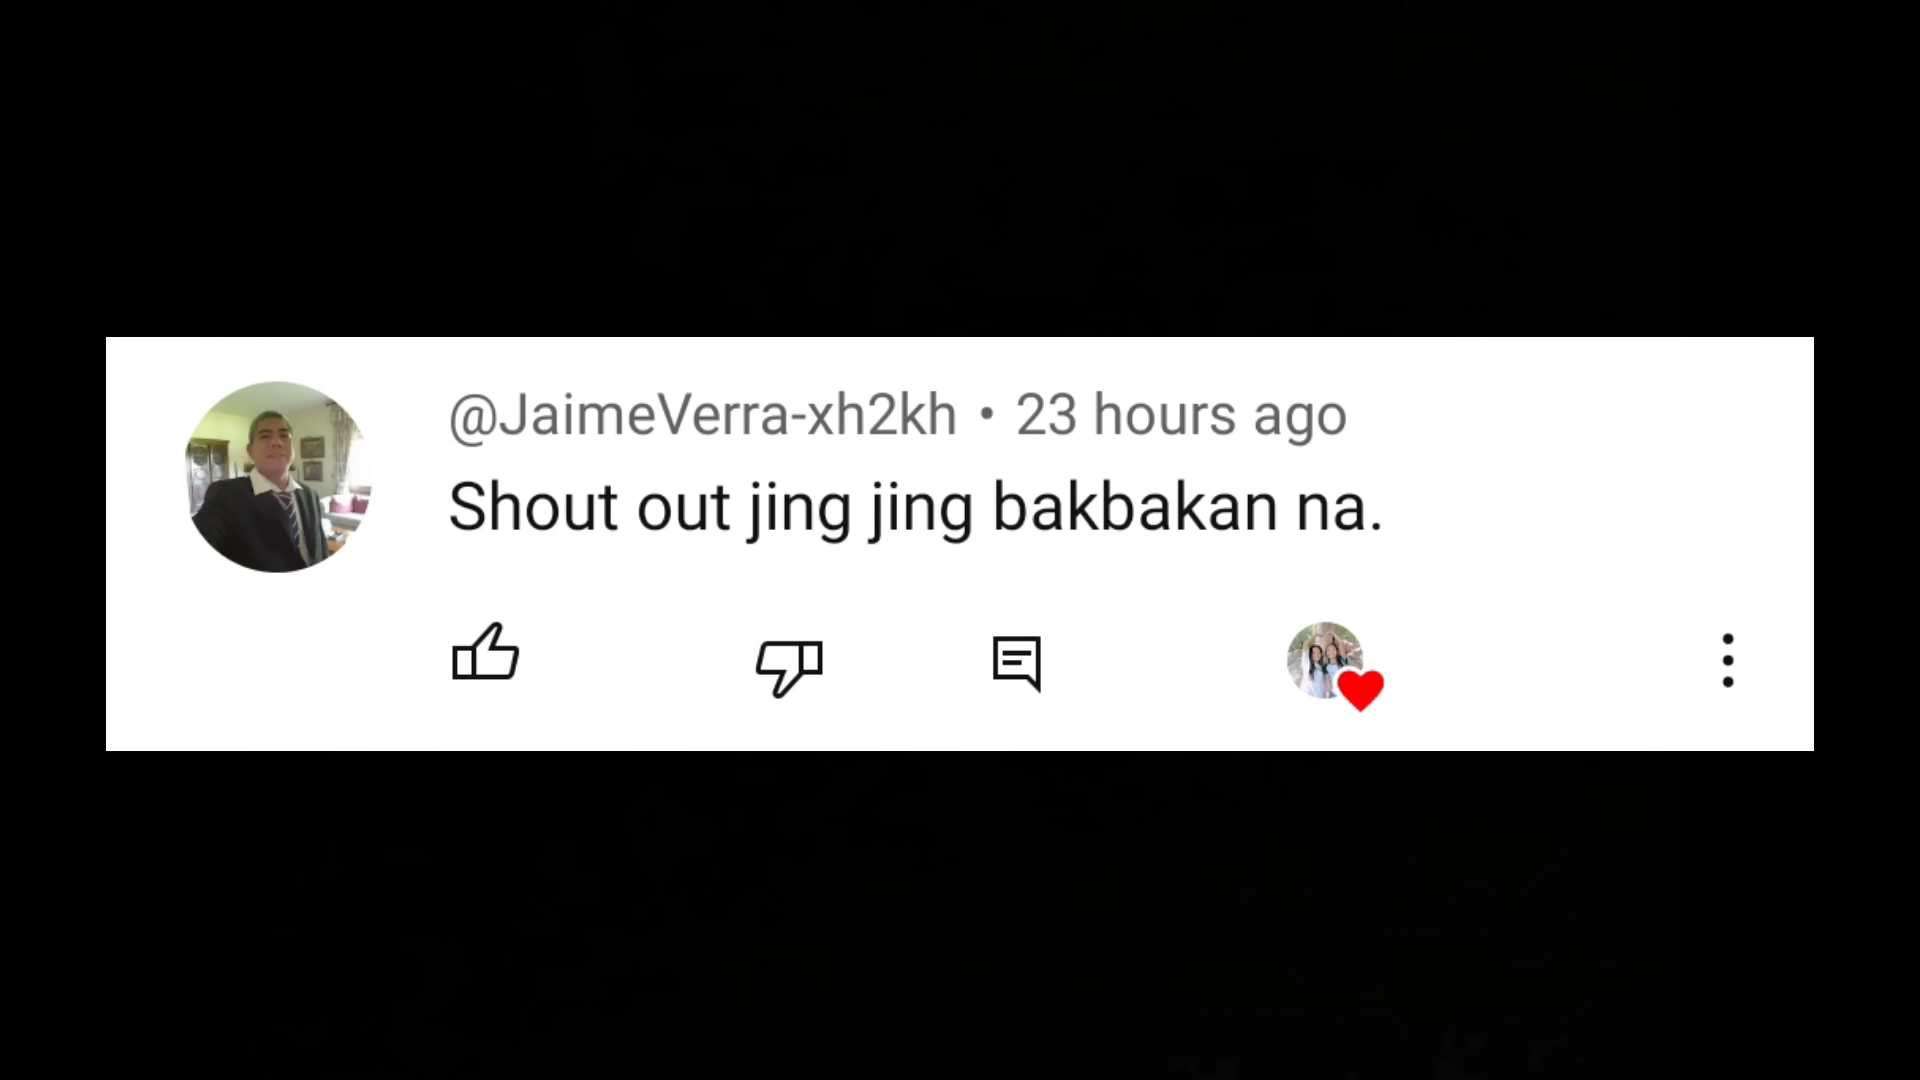 @JaimeVerra-xh2kh • 23 hours ago
Shout out jing jing bakbakan na.